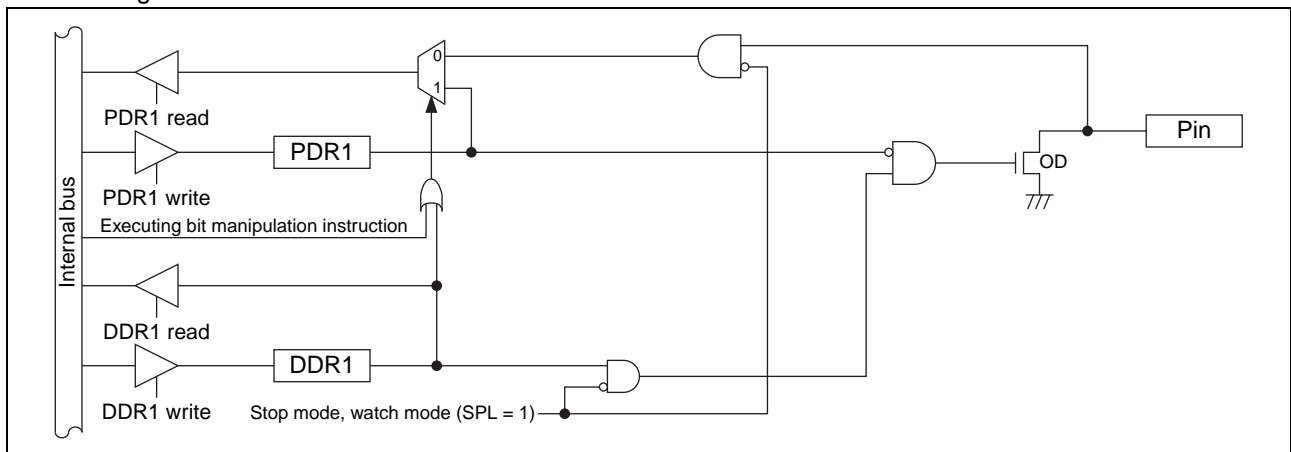 0
1
PDR1 read
PDR1
Pin
OD
PDR1 write
Executing bit manipulation instruction
Internal bus
DDR1 read
DDR1
DDR1 write
Stop mode, watch mode (SPL = 1)